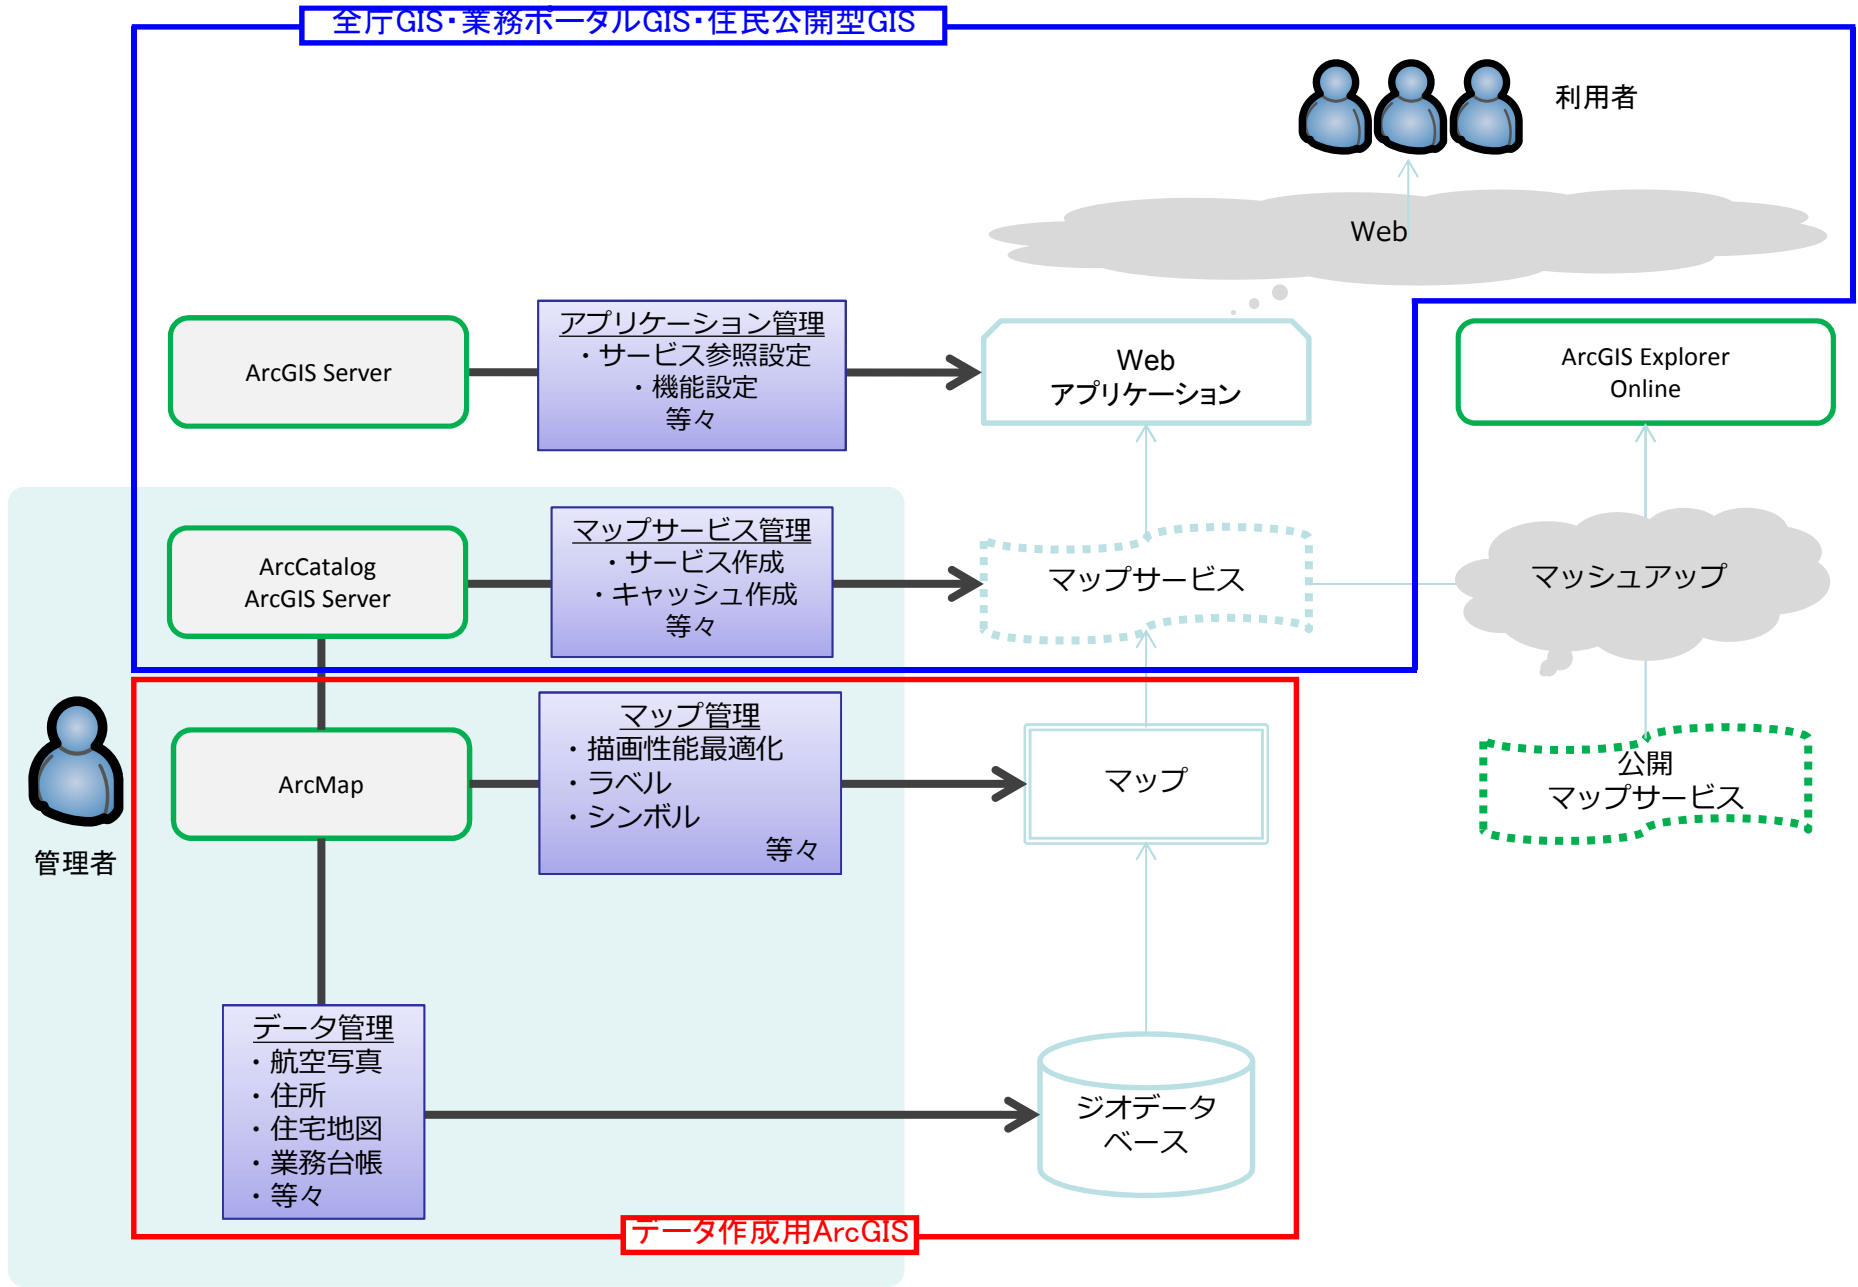 全庁GIS・業務ポータルGIS・住民公開型GIS
利用者
Web
ArcGIS Server
アプリケーション管理
・サービス参照設定
・機能設定
等々
Web
アプリケーション
ArcGIS Explorer
Online
ArcCatalog
ArcGIS Server
マップサービス管理
・サービス作成
・キャッシュ作成
等々
マップサービス
マッシュアップ
管理者
ArcMap
マップ管理
・描画性能最適化
・ラベル
・シンボル
等々
マップ
公開
マップサービス
データ管理
・航空写真
・住所
・住宅地図
・業務台帳
・等々
ジオデータ
ベース
データ作成用ArcGIS